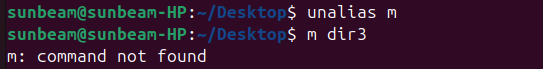 sunbeam@sunbeam-HP:~/Desktop$ unalias m
sunbeam@sunbeam-HP:~/Desktop$ m dir3
m: command not found